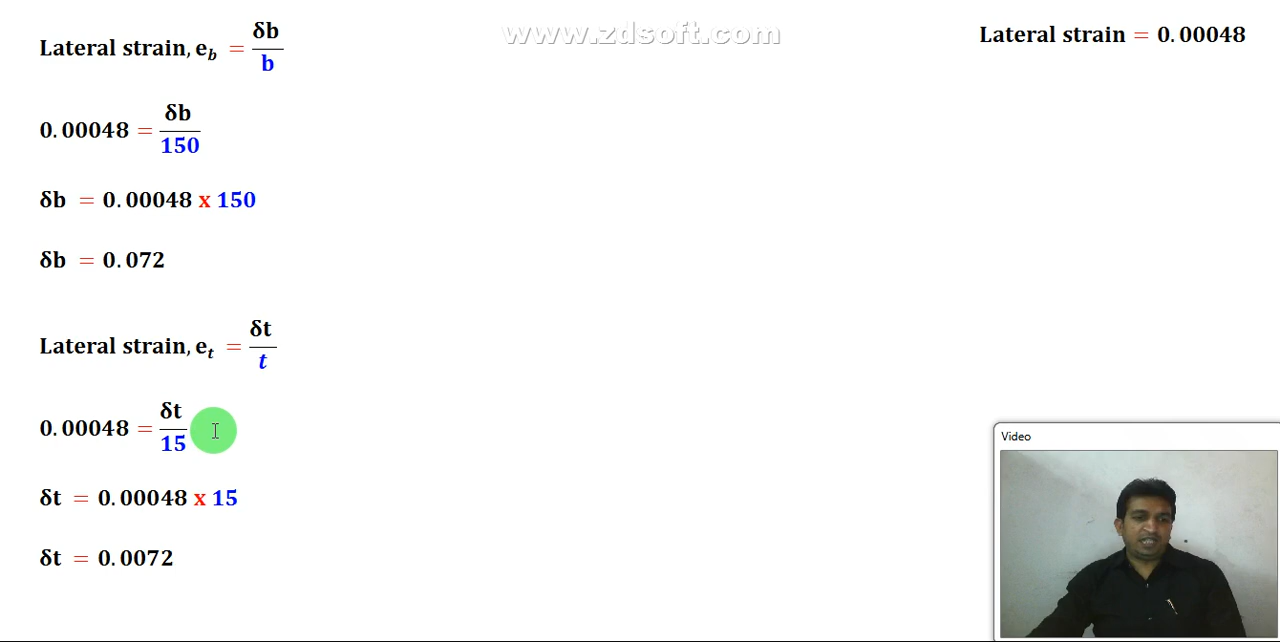 www.zdsoft.com
Lateral strain = 0.00048
Lateral strain, e_b = δb/b
0.00048 = δb/150
δb = 0.00048 x 150
δb = 0.072
Lateral strain, e_t = δt/t
0.00048 = δt/15
δt = 0.00048 x 15
δt = 0.0072
Video